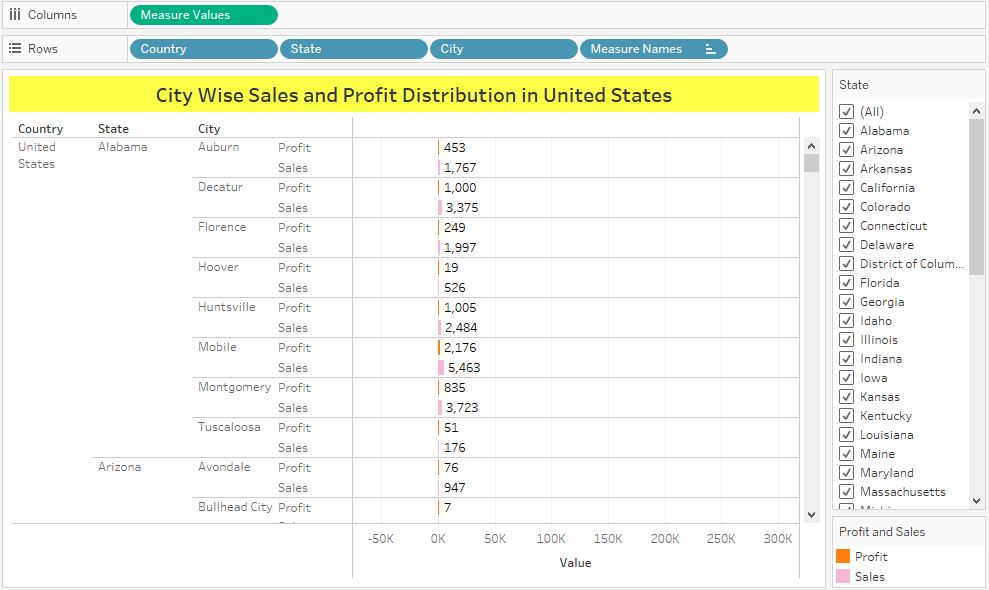 Columns Measure Values
Rows Country State City Measure Names
City Wise Sales and Profit Distribution in United States
Country State City
United States Alabama Auburn Profit 453
Sales 1,767
Decatur Profit 1,000
Sales 3,375
Florence Profit 249
Sales 1,997
Hoover Profit 19
Sales 526
Huntsville Profit 1,005
Sales 2,484
Mobile Profit 2,176
Sales 5,463
Montgomery Profit 835
Sales 3,723
Tuscaloosa Profit 51
Sales 176
Arizona Avondale Profit 76
Sales 947
Bullhead City Profit 7
-50K 0K 50K 100K 150K 200K 250K 300K
Value
State
(All)
Alabama
Arizona
Arkansas
California
Colorado
Connecticut
Delaware
District of Colum...
Florida
Georgia
Idaho
Illinois
Indiana
Iowa
Kansas
Kentucky
Louisiana
Maine
Maryland
Massachusetts
Profit and Sales
Profit
Sales